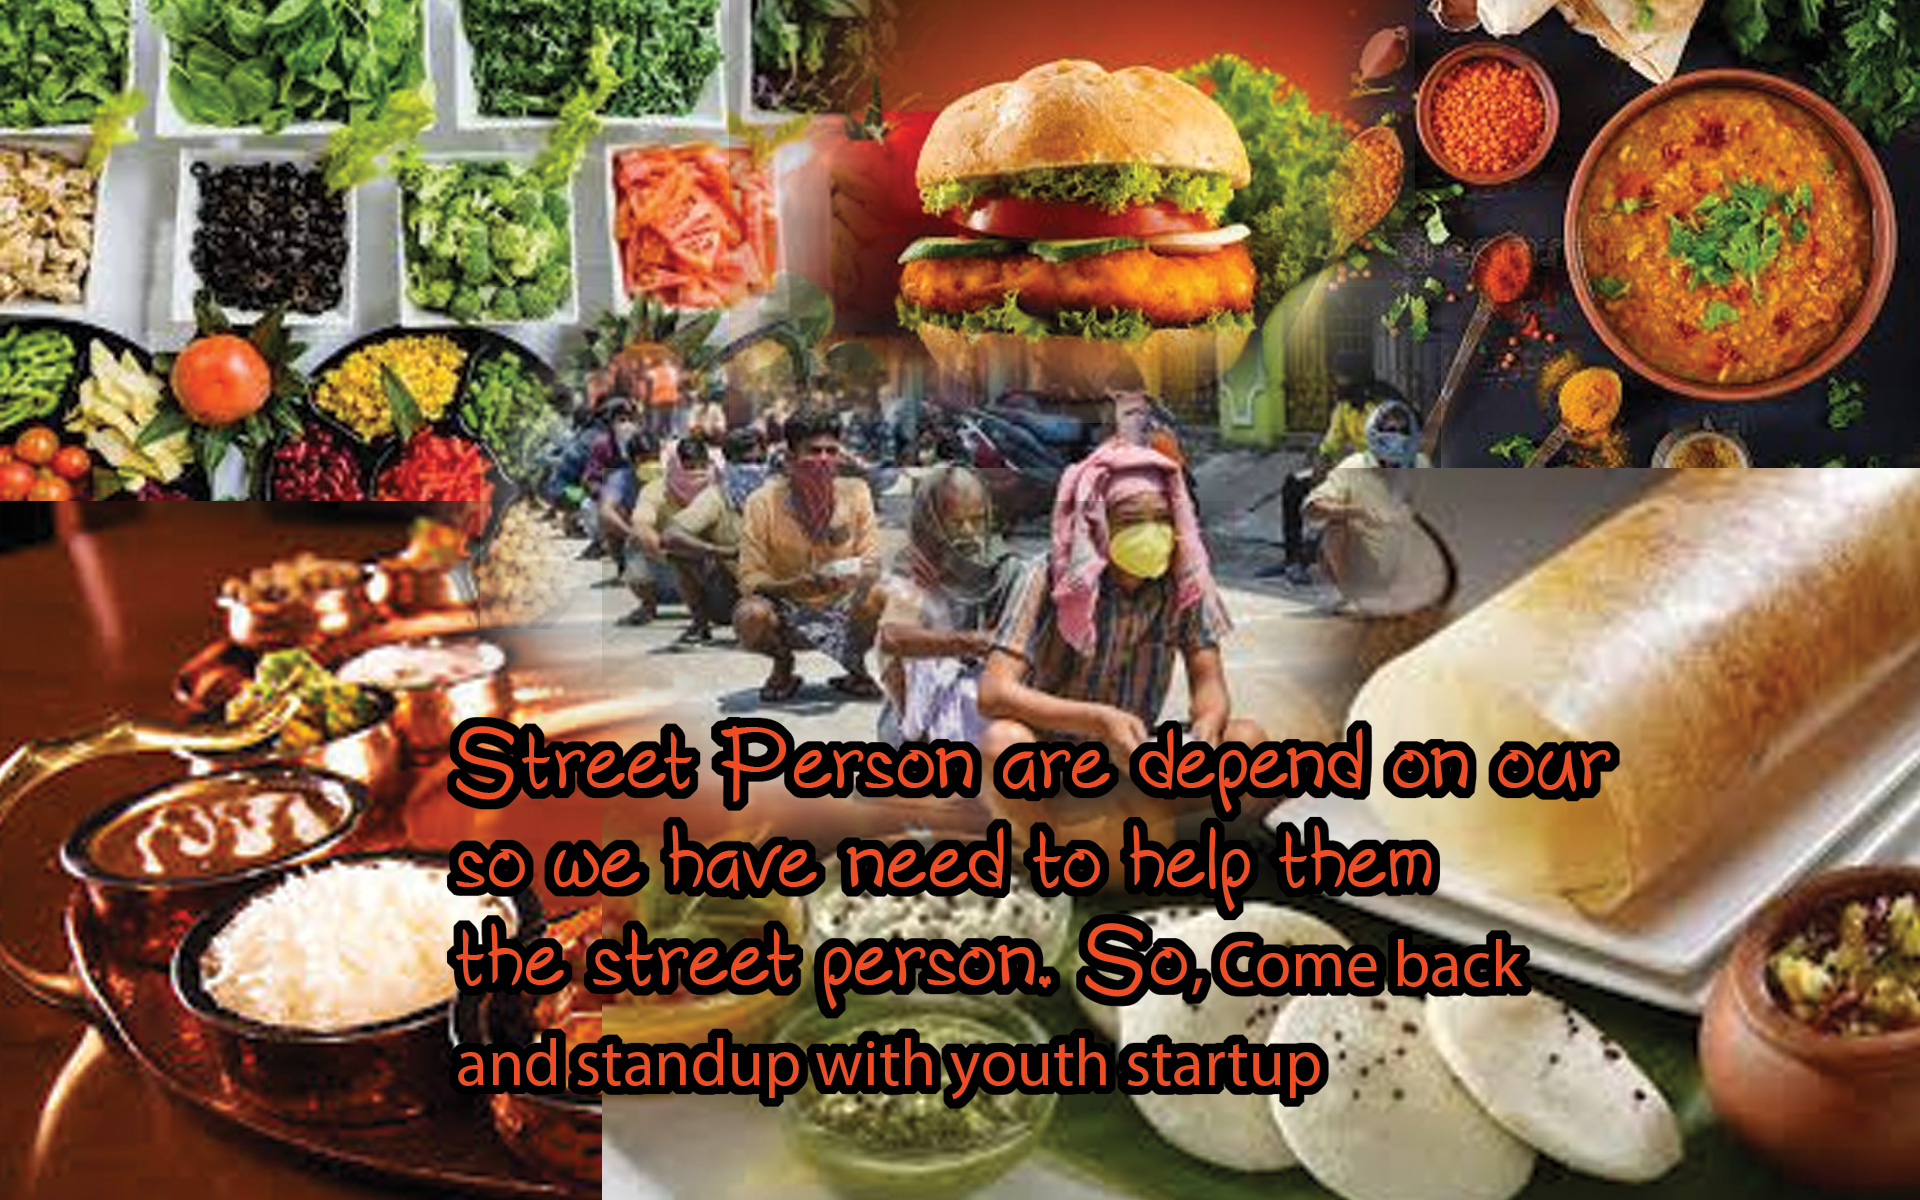 Street Person are depend on our
so we have need to help them
the street person. So, Come back
and standup with youth startup